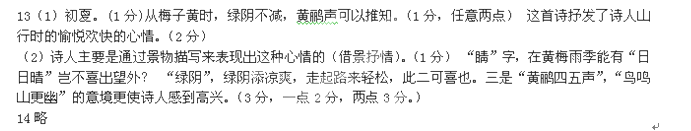 13（1）初夏。（1分）从梅子黄时，绿阴不减，黄鹂声可以推知。（1分，任意两点） 这首诗抒发了诗人山
行时的愉悦欢快的心情。（2分）
（2）诗人主要是通过景物描写来表现出这种心情的（借景抒情）。（1分） “晴”字，在黄梅雨季能有“日
日晴”岂不喜出望外？ “绿阴”，绿阴添凉爽，走起路来轻松，此二可喜也。三是“黄鹂四五声”，“鸟鸣
山更幽”的意境更使诗人感到高兴。（3分，一点2分，两点3分。）
14 略